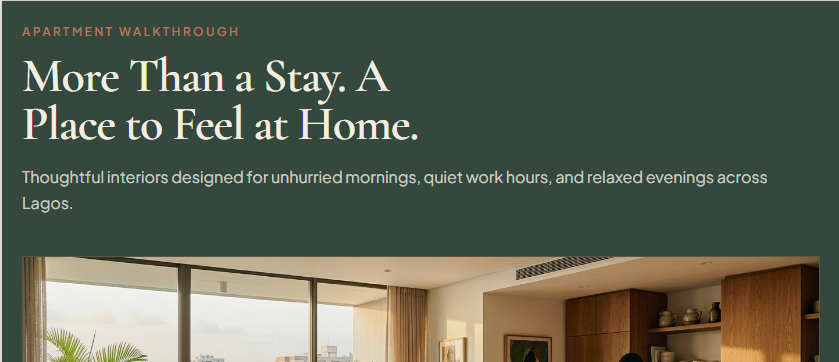 APARTMENT WALKTHROUGH
More Than a Stay. A
Place to Feel at Home.
Thoughtful interiors designed for unhurried mornings, quiet work hours, and relaxed evenings across
Lagos.